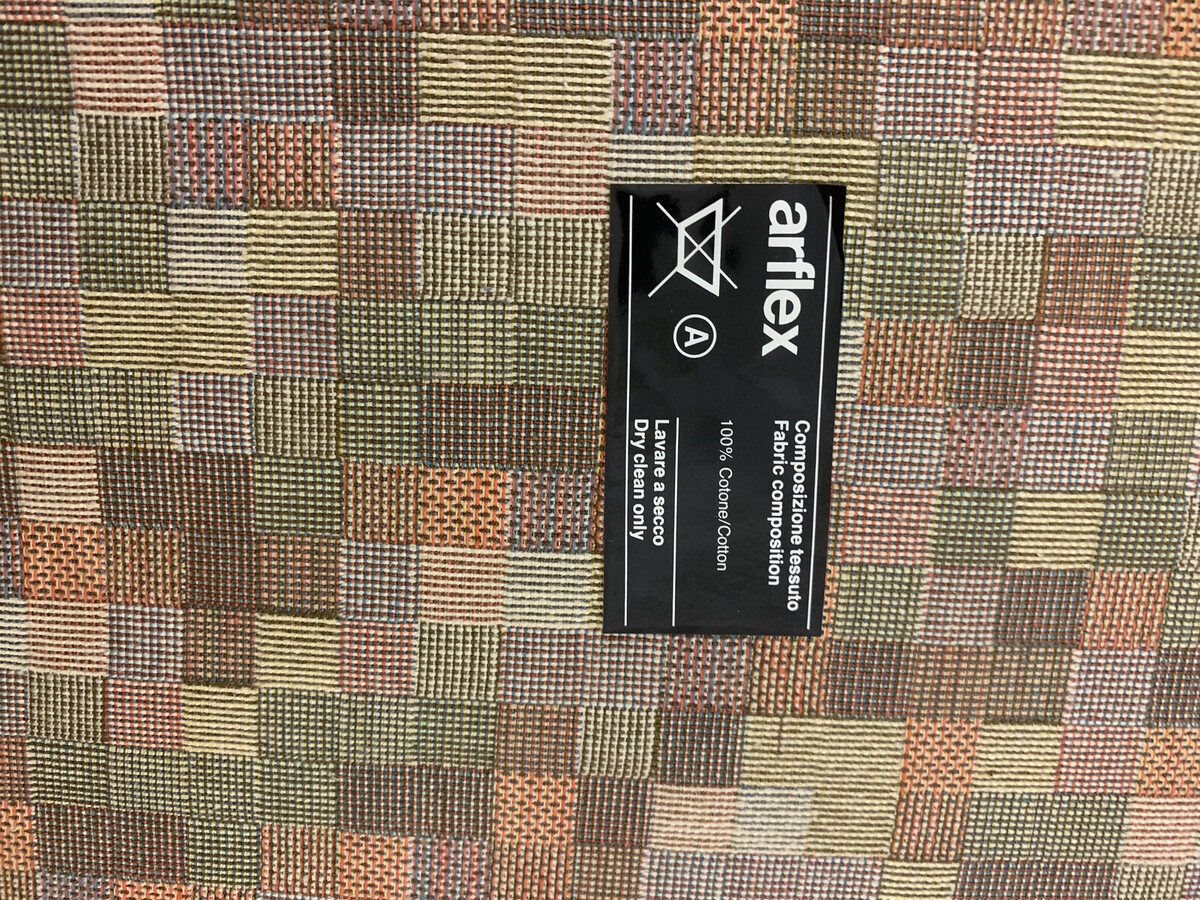 arflex
A
Composizione tessuto
Fabric composition
100% Cotone/Cotton
Lavare a secco
Dry clean only